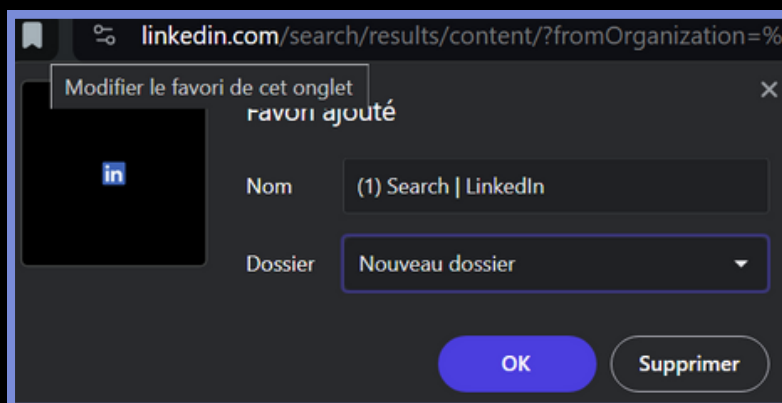 linkedin.com/search/results/content/?fromOrganization=%
Modifier le favori de cet onglet
Favori ajouté
in
Nom
(1) Search | LinkedIn
Dossier
Nouveau dossier
OK
Supprimer